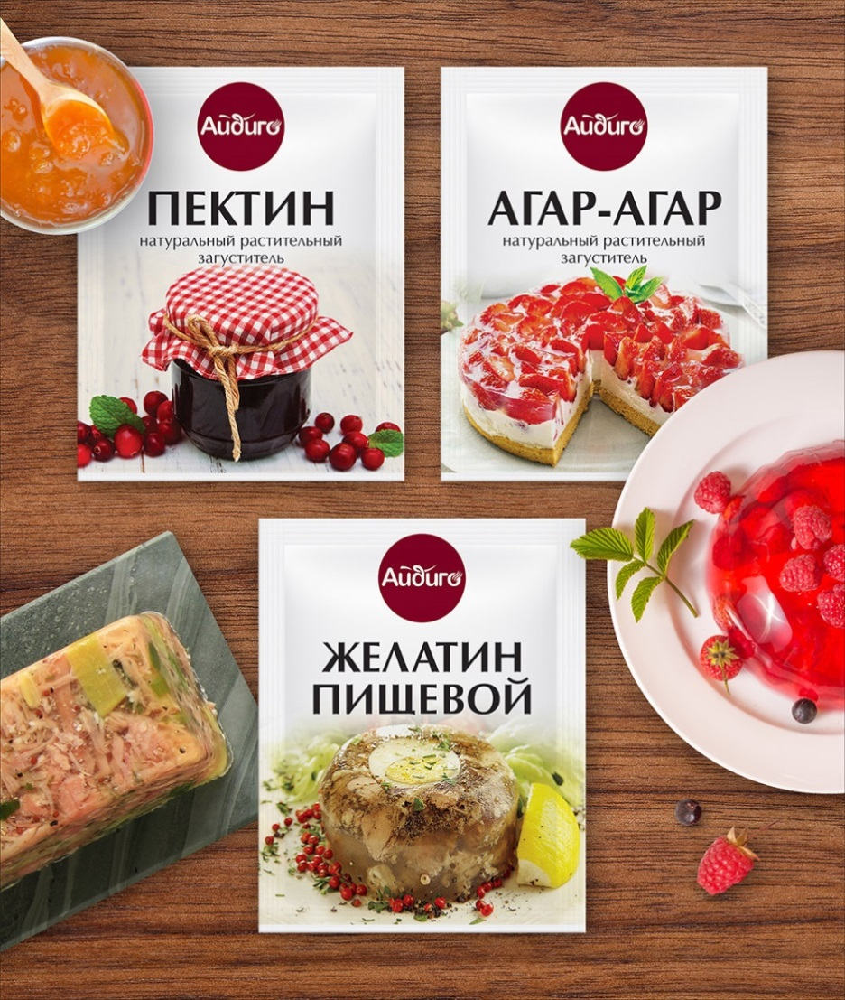 Айдиго
ПЕКТИН
натуральный растительный
загуститель
Айдиго
АГАР-АГАР
натуральный растительный
загуститель
Айдиго
ЖЕЛАТИН
ПИЩЕВОЙ